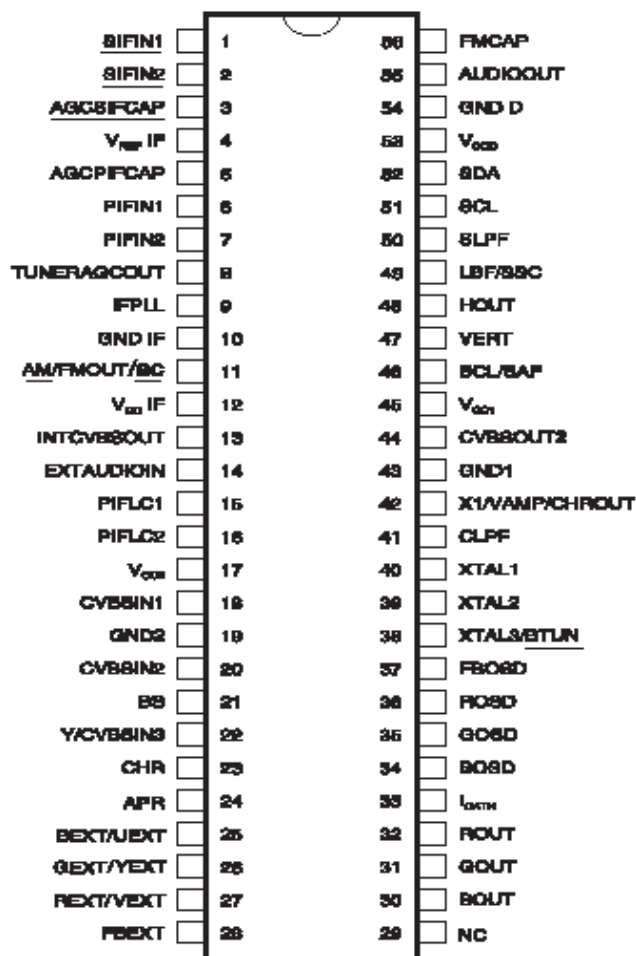 SIFIN1 1 56 FMCAP
SIFIN2 2 55 AUDIOOUT
AGCSIFCAP 3 54 GND D
VREF IF 4 53 VCCD
AGCPIFCAP 5 52 SDA
PIFIN1 6 51 SCL
PIFIN2 7 50 SLPF
TUNERAGCOUT 8 49 LBF/SSC
IFPLL 9 48 HOUT
GND IF 10 47 VERT
AM/FMOUT/SC 11 46 BCL/SAF
VCC IF 12 45 VCC1
INTCVBSOUT 13 44 CVBSOUT2
EXTAUDIOIN 14 43 GND1
PIFLC1 15 42 X1/VAMP/CHROUT
PIFLC2 16 41 CLPF
VCC2 17 40 XTAL1
CVBSIN1 18 39 XTAL2
GND2 19 38 XTAL3/BTUN
CVBSIN2 20 37 FBOSD
BS 21 36 ROSD
Y/CVBSIN3 22 35 GOSD
CHR 23 34 BOSD
APR 24 33 ICATH
BEXT/UEXT 25 32 ROUT
GEXT/YEXT 26 31 GOUT
REXT/VEXT 27 30 BOUT
FBEXT 28 29 NC